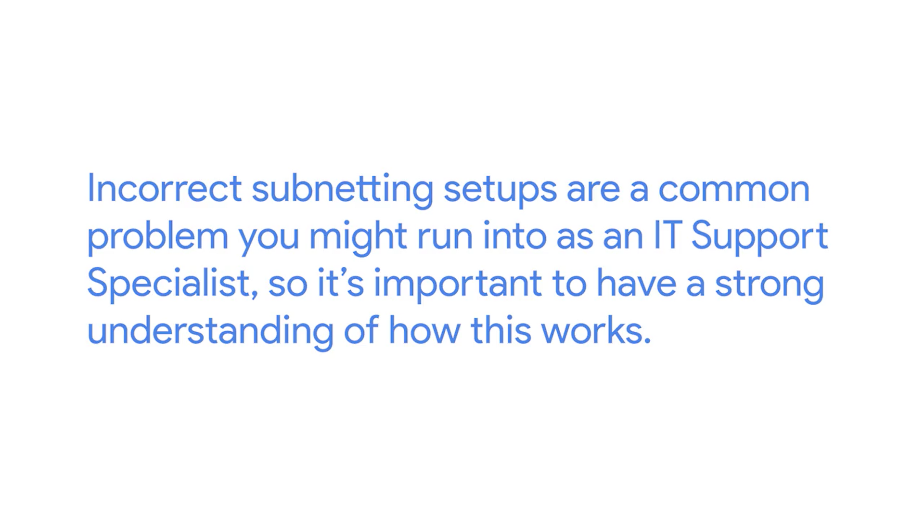 Incorrect subnetting setups are a common
problem you might run into as an IT Support
Specialist, so it’s important to have a strong
understanding of how this works.